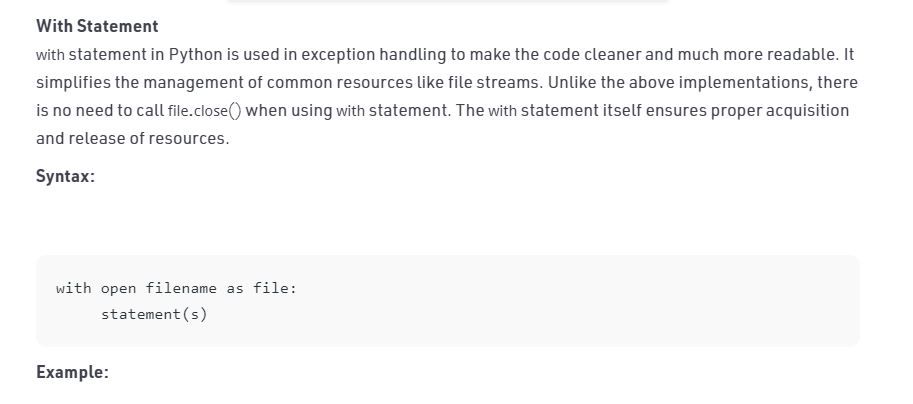 With Statement
with statement in Python is used in exception handling to make the code cleaner and much more readable. It
simplifies the management of common resources like file streams. Unlike the above implementations, there
is no need to call file.close() when using with statement. The with statement itself ensures proper acquisition
and release of resources.
Syntax:
with open filename as file:
     statement(s)
Example: